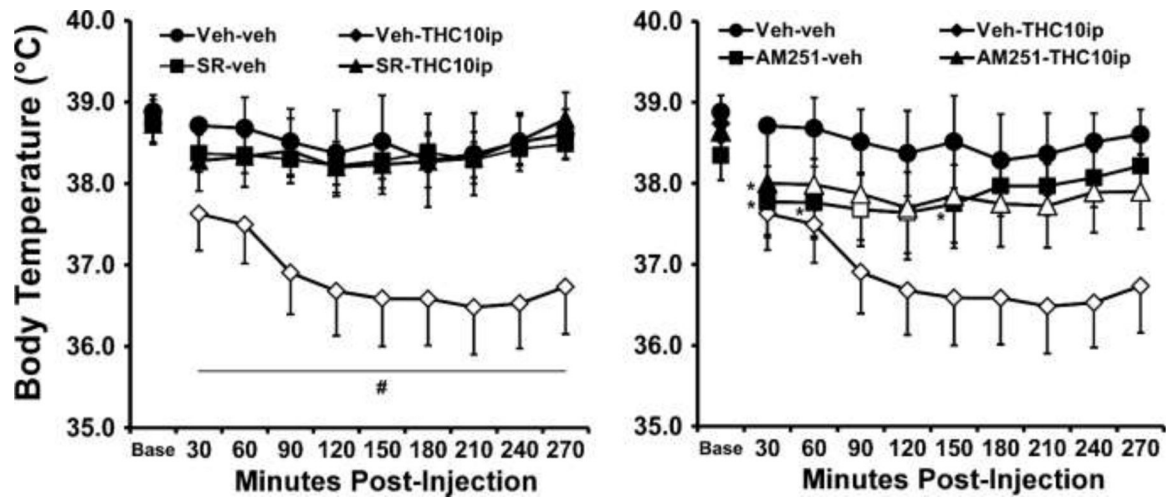 Body Temperature (°C)
40.0
39.0
38.0
37.0
36.0
35.0
Veh-veh
Veh-THC10ip
SR-veh
SR-THC10ip
#
Base 30 60 90 120 150 180 210 240 270
Minutes Post-Injection
40.0
39.0
38.0
37.0
36.0
35.0
Veh-veh
Veh-THC10ip
AM251-veh
AM251-THC10ip
*
*
*
*
Base 30 60 90 120 150 180 210 240 270
Minutes Post-Injection